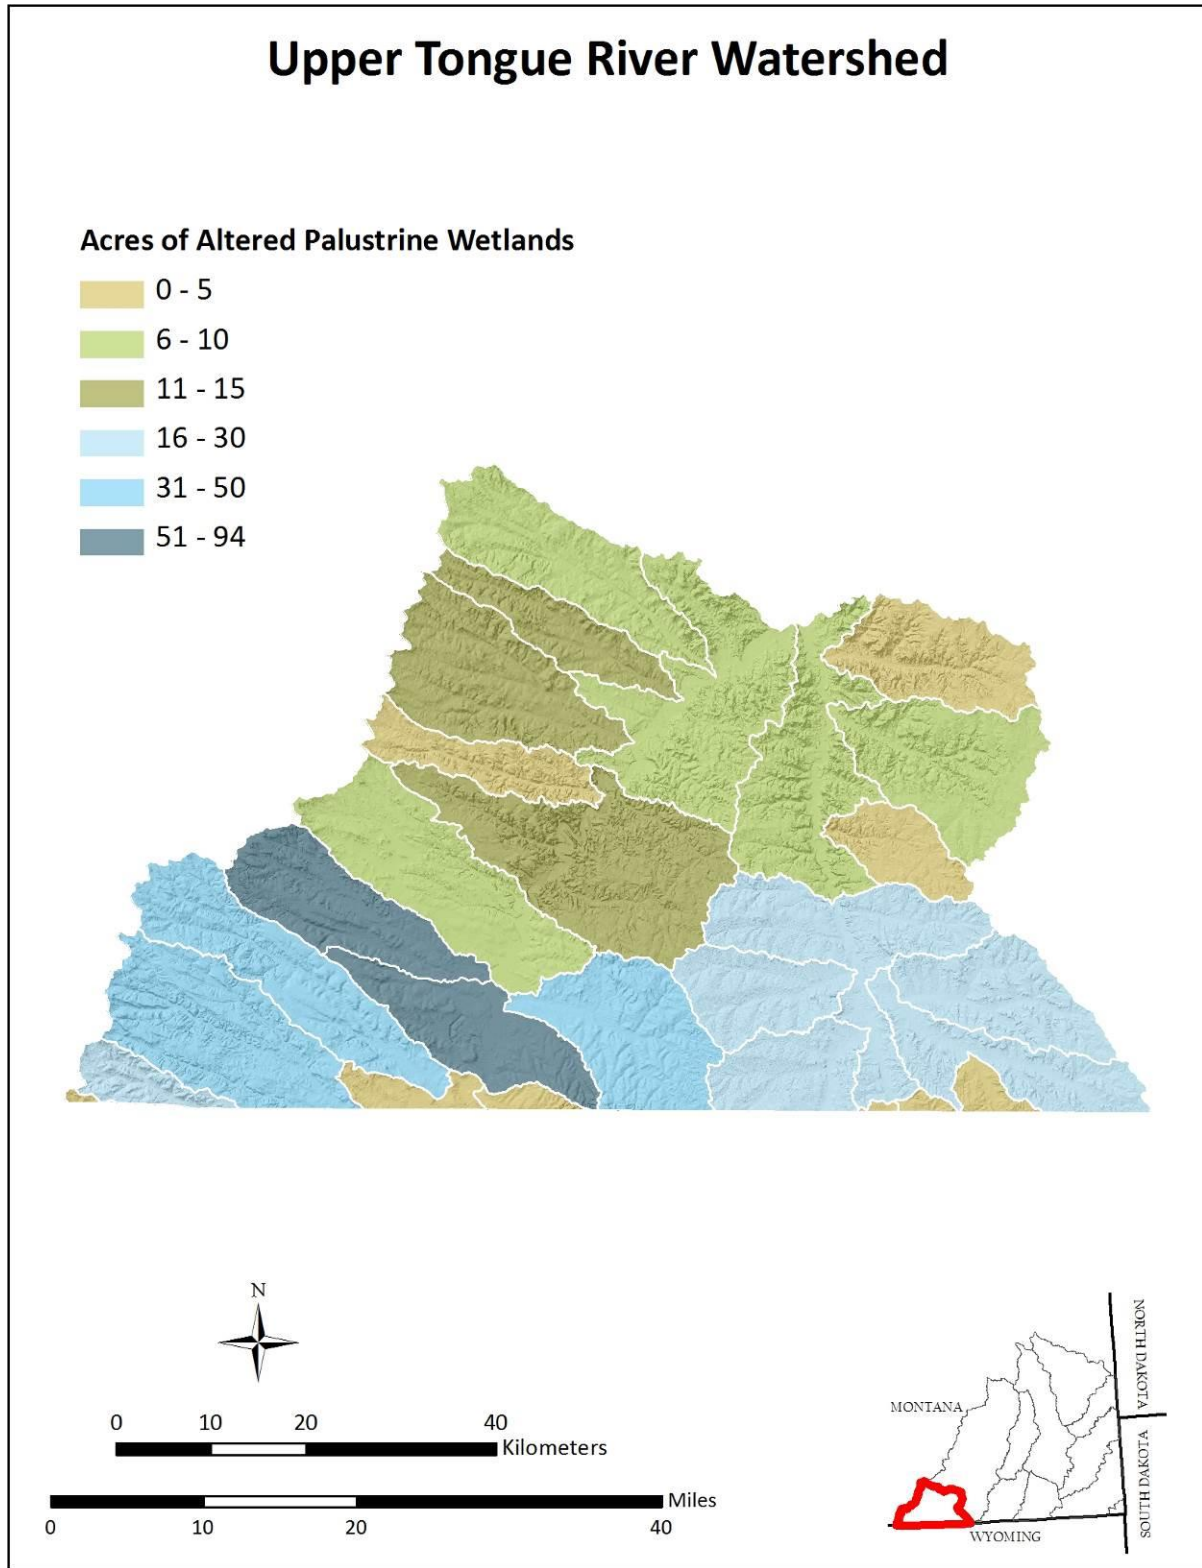 Upper Tongue River Watershed
Acres of Altered Palustrine Wetlands
0 - 5
6 - 10
11 - 15
16 - 30
31 - 50
51 - 94
N
0 10 20 40
Kilometers
Miles
0 10 20 40
MONTANA
NORTH DAKOTA
SOUTH DAKOTA
WYOMING